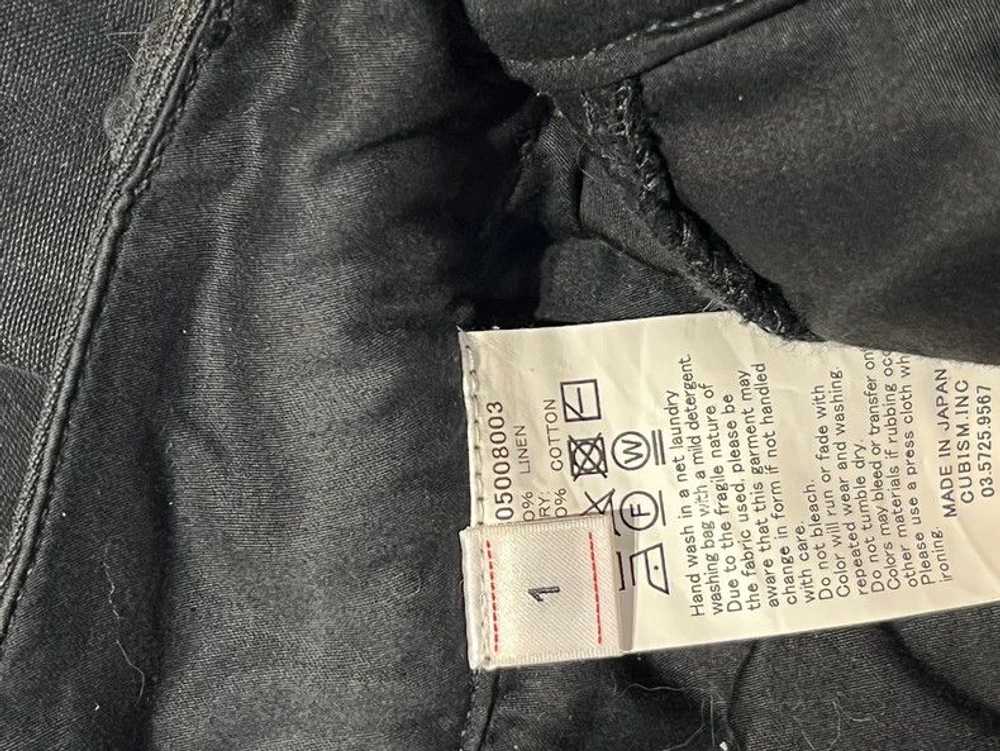 05008003
0% LINEN
RY:
0% COTTON
F W
1
Hand wash in a net laundry
washing bag with a mild detergent
Due to the fragile nature of
the fabric used, please be
aware that this garment may
change in form if not handled
with care.
Do not bleach.
Color will run or fade with
repeated wear and washing.
Do not tumble dry.
Colors may bleed or transfer on
other materials if rubbing occ
Please use a press cloth wh
ironing.
MADE IN JAPAN
CUBISM.INC
03.5725.9567